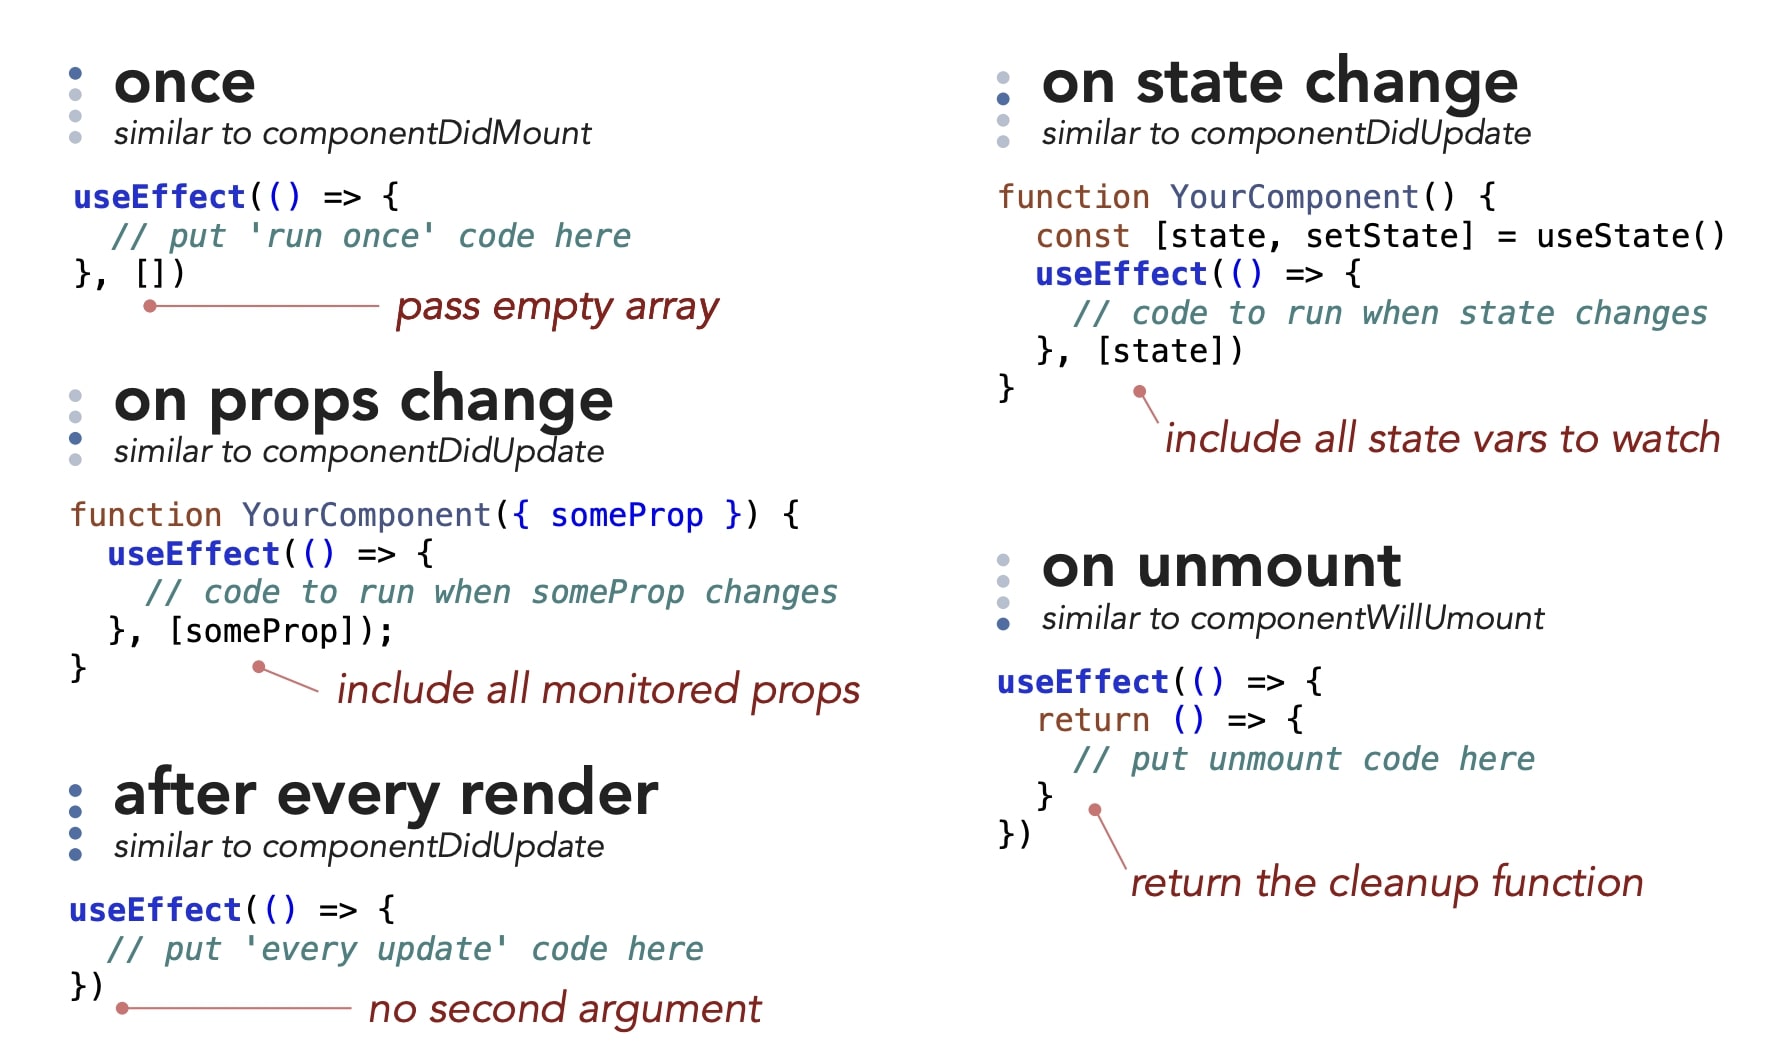 once
similar to componentDidMount
useEffect(() => {
  // put 'run once' code here
}, [])
pass empty array
on props change
similar to componentDidUpdate
function YourComponent({ someProp }) {
  useEffect(() => {
    // code to run when someProp changes
  }, [someProp]);
}
include all monitored props
after every render
similar to componentDidUpdate
useEffect(() => {
  // put 'every update' code here
})
no second argument
on state change
similar to componentDidUpdate
function YourComponent() {
  const [state, setState] = useState()
  useEffect(() => {
    // code to run when state changes
  }, [state])
}
include all state vars to watch
on unmount
similar to componentWillUmount
useEffect(() => {
  return () => {
    // put unmount code here
  }
})
return the cleanup function